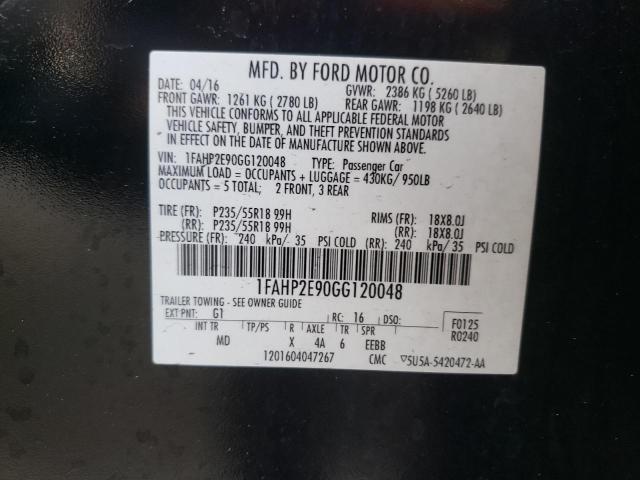 MFD. BY FORD MOTOR CO.
DATE: 04/16 GVWR: 2386 KG ( 5260 LB)
FRONT GAWR: 1261 KG ( 2780 LB) REAR GAWR: 1198 KG ( 2640 LB)
THIS VEHICLE CONFORMS TO ALL APPLICABLE FEDERAL MOTOR
VEHICLE SAFETY, BUMPER, AND THEFT PREVENTION STANDARDS
IN EFFECT ON THE DATE OF MANUFACTURE SHOWN ABOVE.
VIN: 1FAHP2E90GG120048 TYPE: Passenger Car
MAXIMUM LOAD = OCCUPANTS + LUGGAGE = 430KG/ 950LB
OCCUPANTS = 5 TOTAL; 2 FRONT, 3 REAR
TIRE (FR): P235/55R18 99H RIMS (FR): 18X8.0J
(RR): P235/55R18 99H (RR): 18X8.0J
PRESSURE (FR): 240 kPa/ 35 PSI COLD (RR): 240 kPa/ 35 PSI COLD
1FAHP2E90GG120048
TRAILER TOWING - SEE OWNER GUIDE
EXT PNT: G1 RC: 16 DSO: F0125
INT TR TP/PS R AXLE TR SPR R0240
MD X 4A 6 EEBB
1201604047267 CMC ▽5U5A-5420472-AA